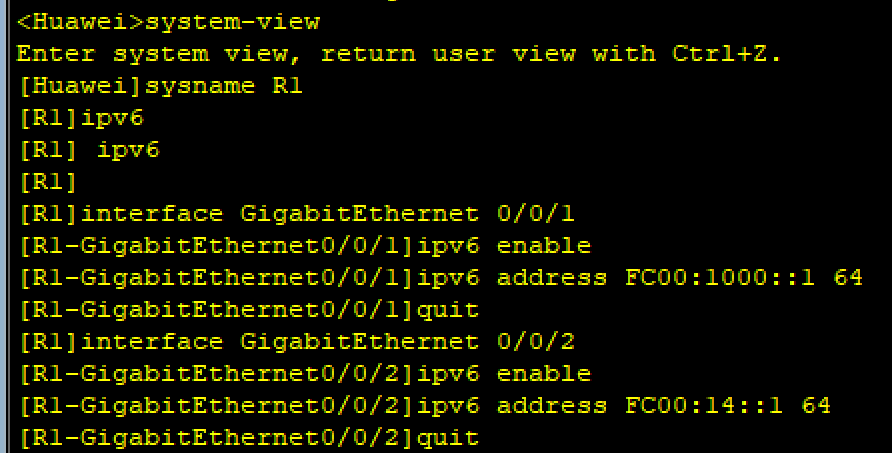 <Huawei>system-view
Enter system view, return user view with Ctrl+Z.
[Huawei]sysname R1
[R1]ipv6
[R1] ipv6
[R1]
[R1]interface GigabitEthernet 0/0/1
[R1-GigabitEthernet0/0/1]ipv6 enable
[R1-GigabitEthernet0/0/1]ipv6 address FC00:1000::1 64
[R1-GigabitEthernet0/0/1]quit
[R1]interface GigabitEthernet 0/0/2
[R1-GigabitEthernet0/0/2]ipv6 enable
[R1-GigabitEthernet0/0/2]ipv6 address FC00:14::1 64
[R1-GigabitEthernet0/0/2]quit